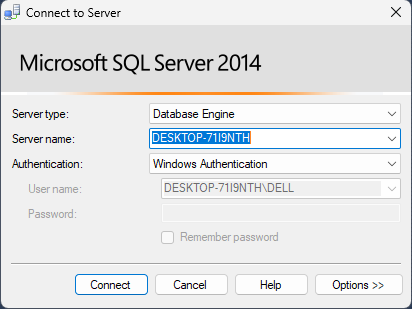 Connect to Server
Microsoft SQL Server 2014
Server type: Database Engine
Server name: DESKTOP-71I9NTH
Authentication: Windows Authentication
User name: DESKTOP-71I9NTH\DELL
Password:
Remember password
Connect Cancel Help Options >>